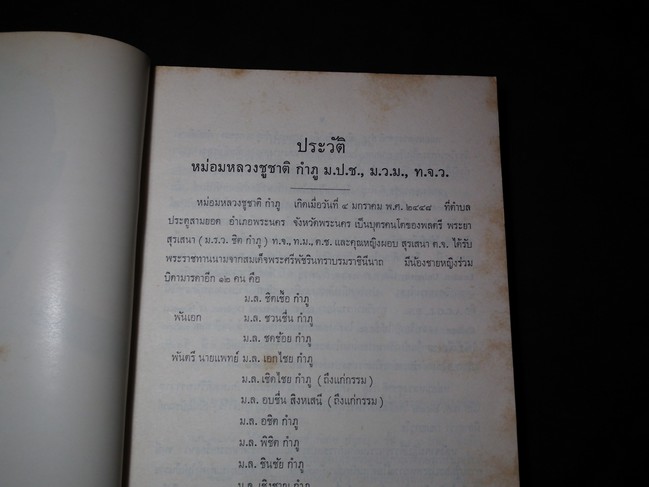 ประวัติ
หม่อมหลวงชูชาติ กำภู ม.ป.ช., ม.ว.ม., ท.จ.ว.
หม่อมหลวงชูชาติ กำภู เกิดเมื่อวันที่ ๔ มกราคม พ.ศ. ๒๔๔๘ ที่ตำบล
ประตูสามยอด อำเภอพระนคร จังหวัดพระนคร เป็นบุตรคนโตของพลตรี พระยา
สุรเสนา ( ม.ร.ว. ชิต กำภู ) ท.จ., ท.ม., ต.ช. และคุณหญิงผอบ สุรเสนา ต.จ. ได้รับ
พระราชทานนามจากสมเด็จพระศรีพัชรินทราบรมราชินีนาถ มีน้องชายหญิงร่วม
บิดามารดาอีก ๑๒ คน คือ
ม.ล. ชิตเชื้อ กำภู
พันเอก ม.ล. ชวนชื่น กำภู
ม.ล. ชดช้อย กำภู
พันตรี นายแพทย์ ม.ล. เอกไชย กำภู
ม.ล. เชิดไชย กำภู ( ถึงแก่กรรม )
ม.ล. อบชื่น สิงหเสนี ( ถึงแก่กรรม )
ม.ล. อชิต กำภู
ม.ล. พิชิต กำภู
ม.ล. ชินชัย กำภู
ม.ล. เชิงชาญ กำภู